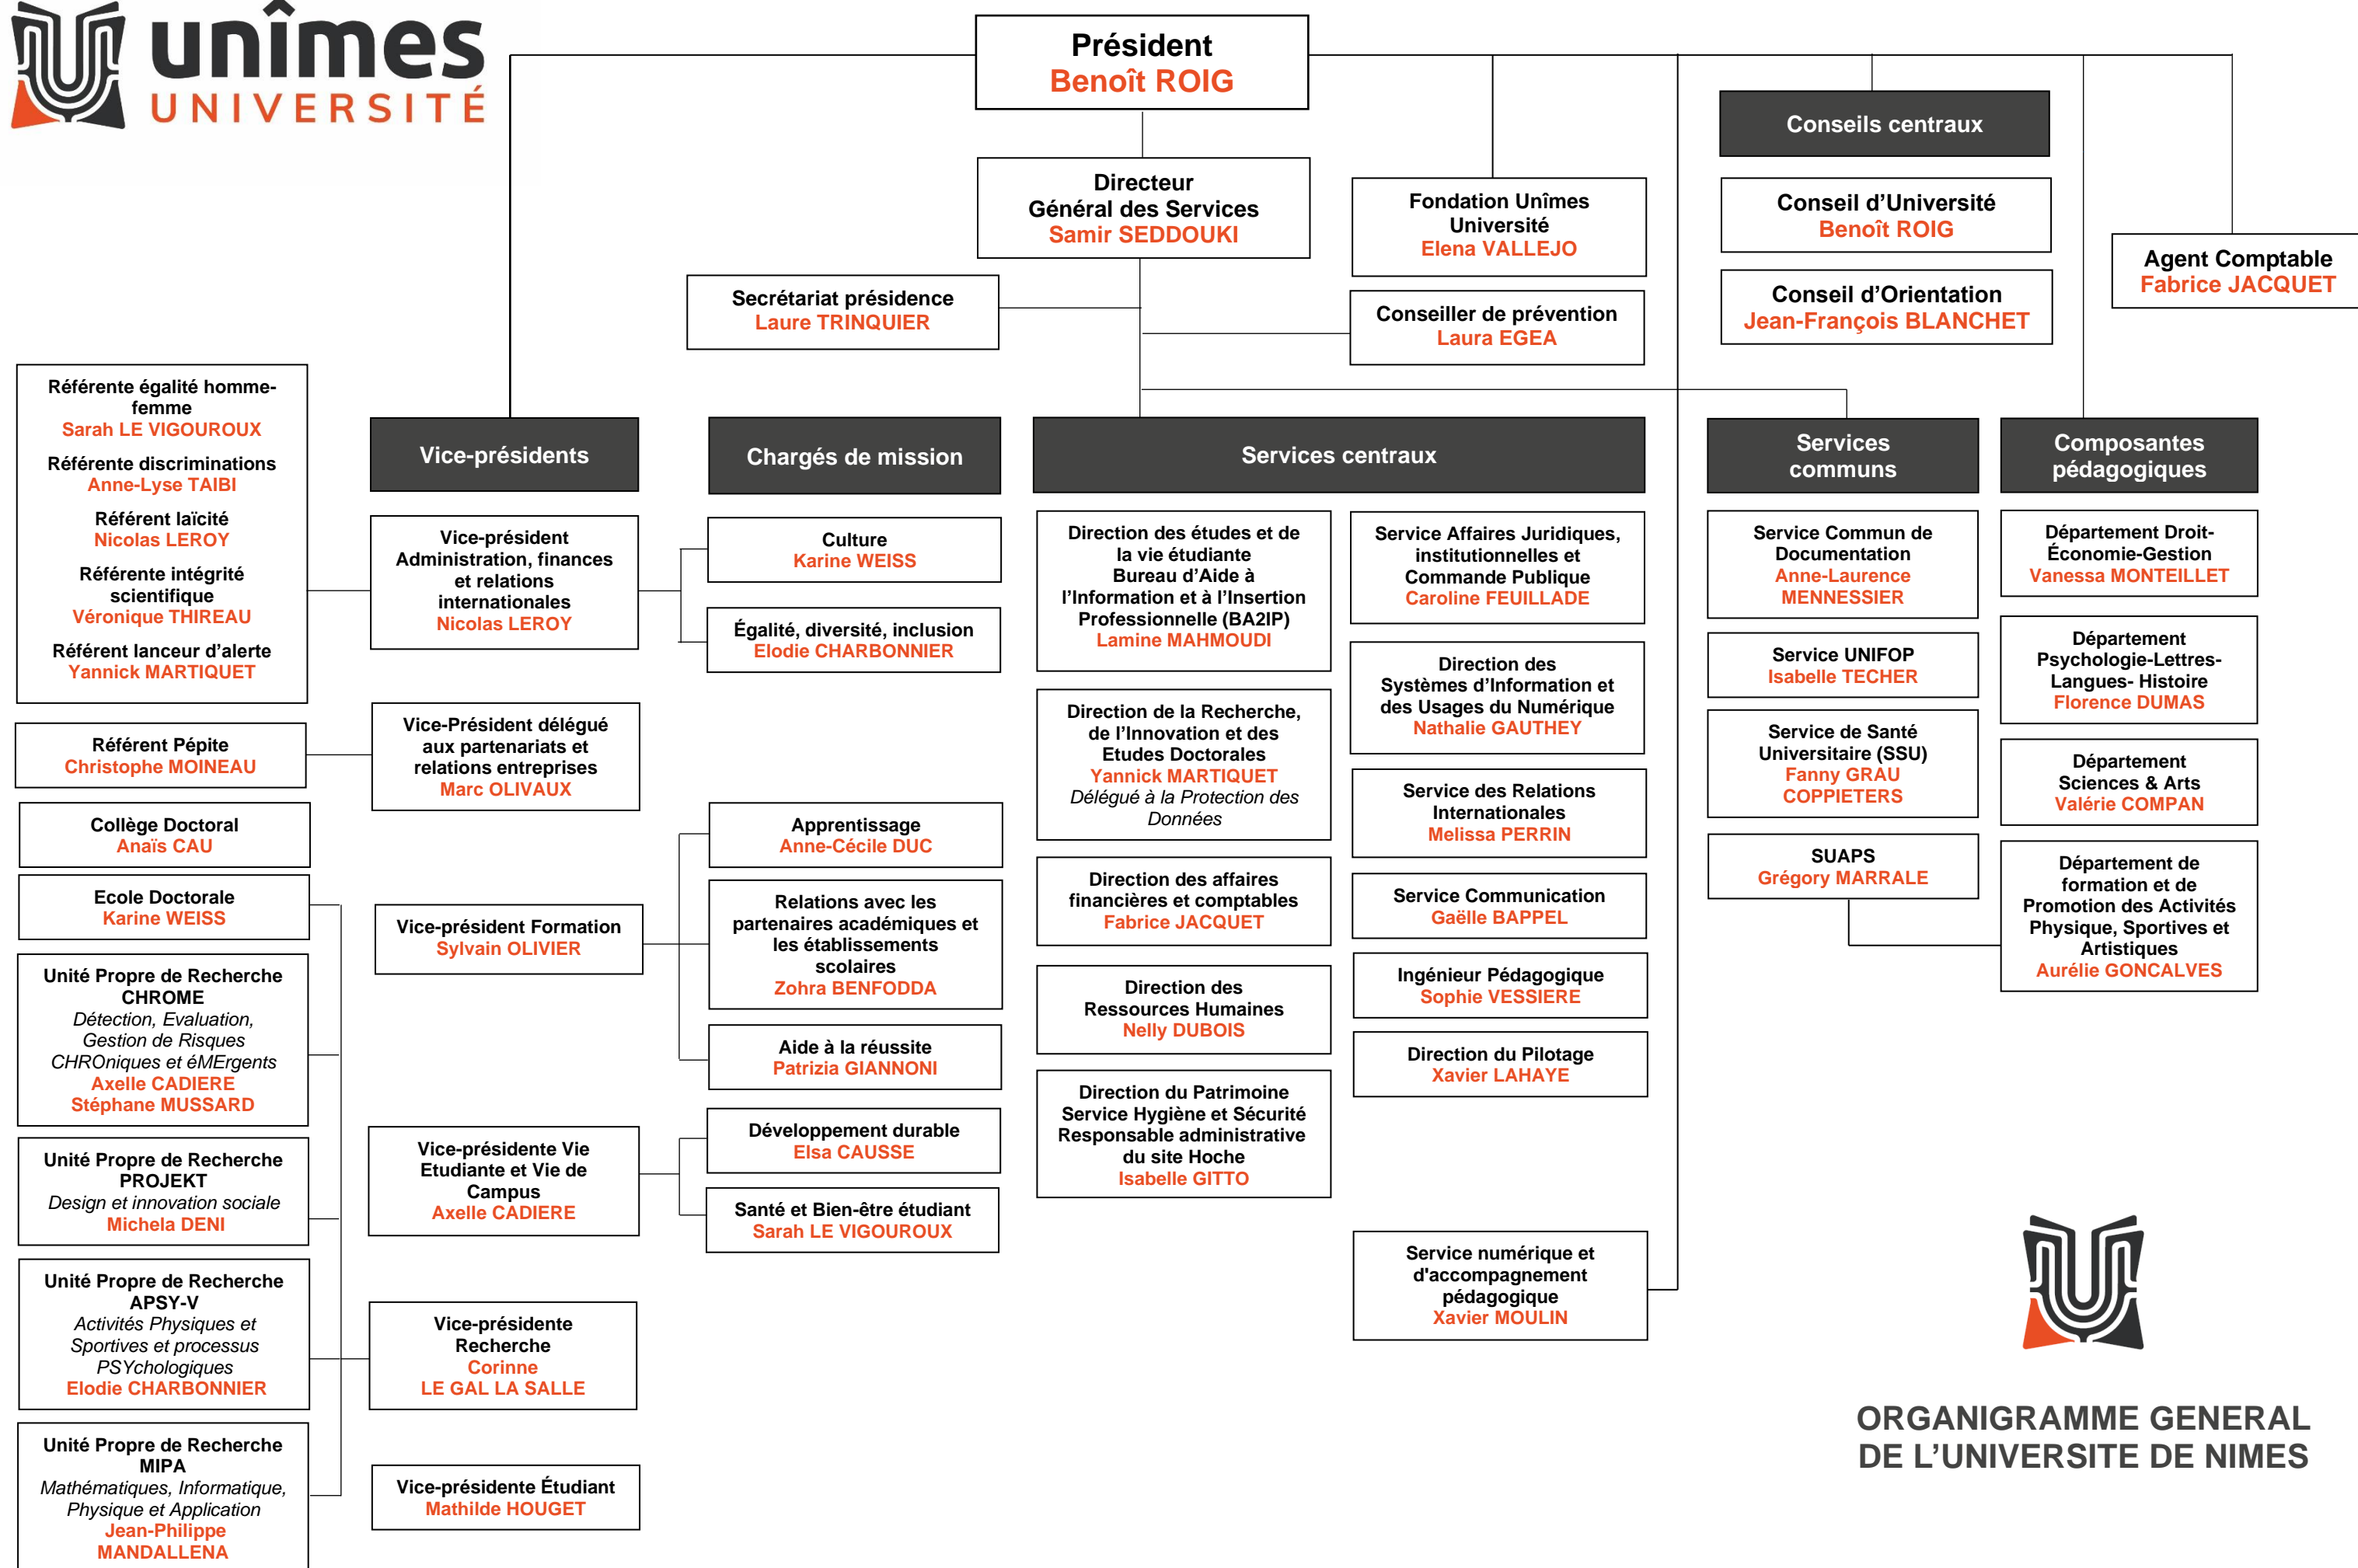 unîmes
UNIVERSITÉ
Président
Benoît ROIG
Directeur
Général des Services
Samir SEDDOUKI
Fondation Unîmes
Université
Elena VALLEJO
Conseils centraux
Conseil d’Université
Benoît ROIG
Conseil d’Orientation
Jean-François BLANCHET
Agent Comptable
Fabrice JACQUET
Secrétariat présidence
Laure TRINQUIER
Conseiller de prévention
Laura EGEA
Référente égalité homme-
femme
Sarah LE VIGOUROUX
Référente discriminations
Anne-Lyse TAIBI
Référent laïcité
Nicolas LEROY
Référente intégrité
scientifique
Véronique THIREAU
Référent lanceur d’alerte
Yannick MARTIQUET
Référent Pépite
Christophe MOINEAU
Collège Doctoral
Anaïs CAU
Ecole Doctorale
Karine WEISS
Unité Propre de Recherche
CHROME
Détection, Evaluation,
Gestion de Risques
CHROniques et éMErgents
Axelle CADIERE
Stéphane MUSSARD
Unité Propre de Recherche
PROJEKT
Design et innovation sociale
Michela DENI
Unité Propre de Recherche
APSY-V
Activités Physiques et
Sportives et processus
PSYchologiques
Elodie CHARBONNIER
Unité Propre de Recherche
MIPA
Mathématiques, Informatique,
Physique et Application
Jean-Philippe
MANDALLENA
Vice-présidents
Vice-président
Administration, finances
et relations
internationales
Nicolas LEROY
Vice-Président délégué
aux partenariats et
relations entreprises
Marc OLIVAUX
Vice-président Formation
Sylvain OLIVIER
Vice-présidente Vie
Etudiante et Vie de
Campus
Axelle CADIERE
Vice-présidente
Recherche
Corinne
LE GAL LA SALLE
Vice-présidente Étudiant
Mathilde HOUGET
Chargés de mission
Culture
Karine WEISS
Égalité, diversité, inclusion
Elodie CHARBONNIER
Apprentissage
Anne-Cécile DUC
Relations avec les
partenaires académiques et
les établissements
scolaires
Zohra BENFODDA
Aide à la réussite
Patrizia GIANNONI
Développement durable
Elsa CAUSSE
Santé et Bien-être étudiant
Sarah LE VIGOUROUX
Services centraux
Direction des études et de
la vie étudiante
Bureau d’Aide à
l’Information et à l’Insertion
Professionnelle (BA2IP)
Lamine MAHMOUDI
Direction de la Recherche,
de l’Innovation et des
Etudes Doctorales
Yannick MARTIQUET
Délégué à la Protection des
Données
Direction des affaires
financières et comptables
Fabrice JACQUET
Direction des
Ressources Humaines
Nelly DUBOIS
Direction du Patrimoine
Service Hygiène et Sécurité
Responsable administrative
du site Hoche
Isabelle GITTO
Service Affaires Juridiques,
institutionnelles et
Commande Publique
Caroline FEUILLADE
Direction des
Systèmes d’Information et
des Usages du Numérique
Nathalie GAUTHEY
Service des Relations
Internationales
Melissa PERRIN
Service Communication
Gaëlle BAPPEL
Ingénieur Pédagogique
Sophie VESSIERE
Direction du Pilotage
Xavier LAHAYE
Service numérique et
d'accompagnement
pédagogique
Xavier MOULIN
Services
communs
Service Commun de
Documentation
Anne-Laurence
MENNESSIER
Service UNIFOP
Isabelle TECHER
Service de Santé
Universitaire (SSU)
Fanny GRAU
COPPIETERS
SUAPS
Grégory MARRALE
Composantes
pédagogiques
Département Droit-
Économie-Gestion
Vanessa MONTEILLET
Département
Psychologie-Lettres-
Langues- Histoire
Florence DUMAS
Département
Sciences & Arts
Valérie COMPAN
Département de
formation et de
Promotion des Activités
Physique, Sportives et
Artistiques
Aurélie GONCALVES
ORGANIGRAMME GENERAL
DE L’UNIVERSITE DE NIMES